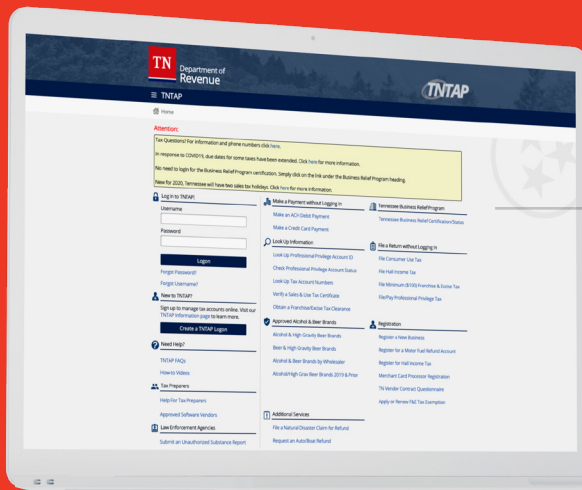 TN
Department of
Revenue
TNTAP
≡ TNTAP
Home
Attention:
Tax Questions? For information and phone numbers click here.
In response to COVID19, due dates for some taxes have been extended. Click here for more information.
No need to login for the Business Relief Program certification. Simply click on the link under the Business Relief Program heading.
New for 2020, Tennessee will have two sales tax holidays. Click here for more information.
Log in to TNTAP!
Username
Password
Logon
Forgot Password?
Forgot Username?
New to TNTAP?
Sign up to manage tax accounts online. Visit our
TNTAP Information page to learn more.
Create a TNTAP Logon
Need Help?
TNTAP FAQs
How-to Videos
Tax Preparers
Help For Tax Preparers
Approved Software Vendors
Law Enforcement Agencies
Submit an Unauthorized Substance Report
Make a Payment without Logging In
Make an ACH Debit Payment
Make a Credit Card Payment
Look Up Information
Look Up Professional Privilege Account ID
Check Professional Privilege Account Status
Look Up Tax Account Numbers
Verify a Sales & Use Tax Certificate
Obtain a Franchise/Excise Tax Clearance
Approved Alcohol & Beer Brands
Alcohol & High Gravity Beer Brands
Beer & High Gravity Beer Brands
Alcohol & Beer Brands by Wholesaler
Alcohol/High Grav Beer Brands 2019 & Prior
Additional Services
File a Natural Disaster Claim for Refund
Request an Auto/Boat Refund
Tennessee Business Relief Program
Tennessee Business Relief Certification/Status
File a Return without Logging In
File Consumer Use Tax
File Hall Income Tax
File Minimum ($100) Franchise & Excise Tax
File/Pay Professional Privilege Tax
Registration
Register a New Business
Register for a Motor Fuel Refund Account
Register for Hall Income Tax
Merchant Card Processor Registration
TN Vendor Contract Questionnaire
Apply or Renew F&E Tax Exemption